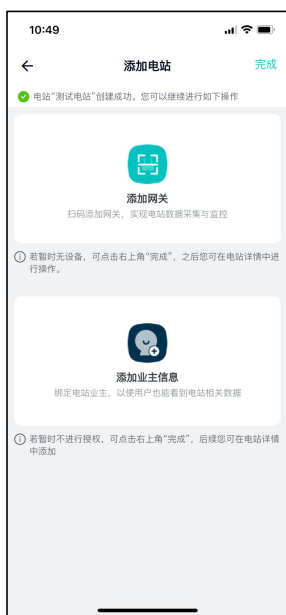 10:49
添加电站
完成
电站“测试电站”创建成功，您可以继续进行如下操作
添加网关
扫码添加网关，实现电站数据采集与监控
若暂时无设备，可点击右上角“完成”，之后您可在电站详情中进
行操作。
添加业主信息
绑定电站业主，以便用户也能看到电站相关数据
若暂时不进行授权，可点击右上角“完成”，后续您可在电站详情
中添加